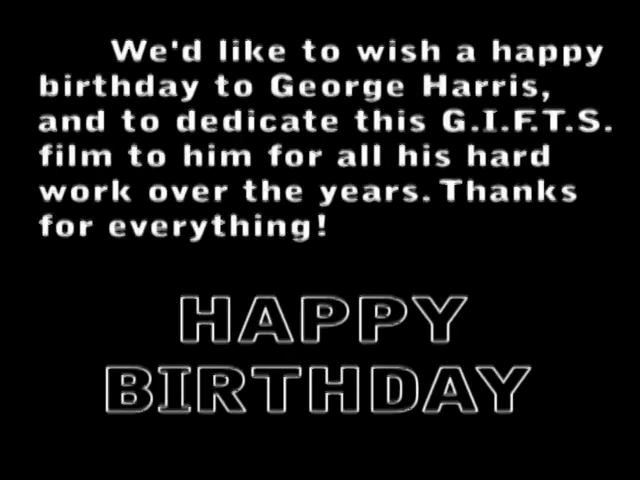 We'd like to wish a happy
birthday to George Harris,
and to dedicate this G.I.F.T.S.
film to him for all his hard
work over the years. Thanks
for everything!
HAPPY
BIRTHDAY